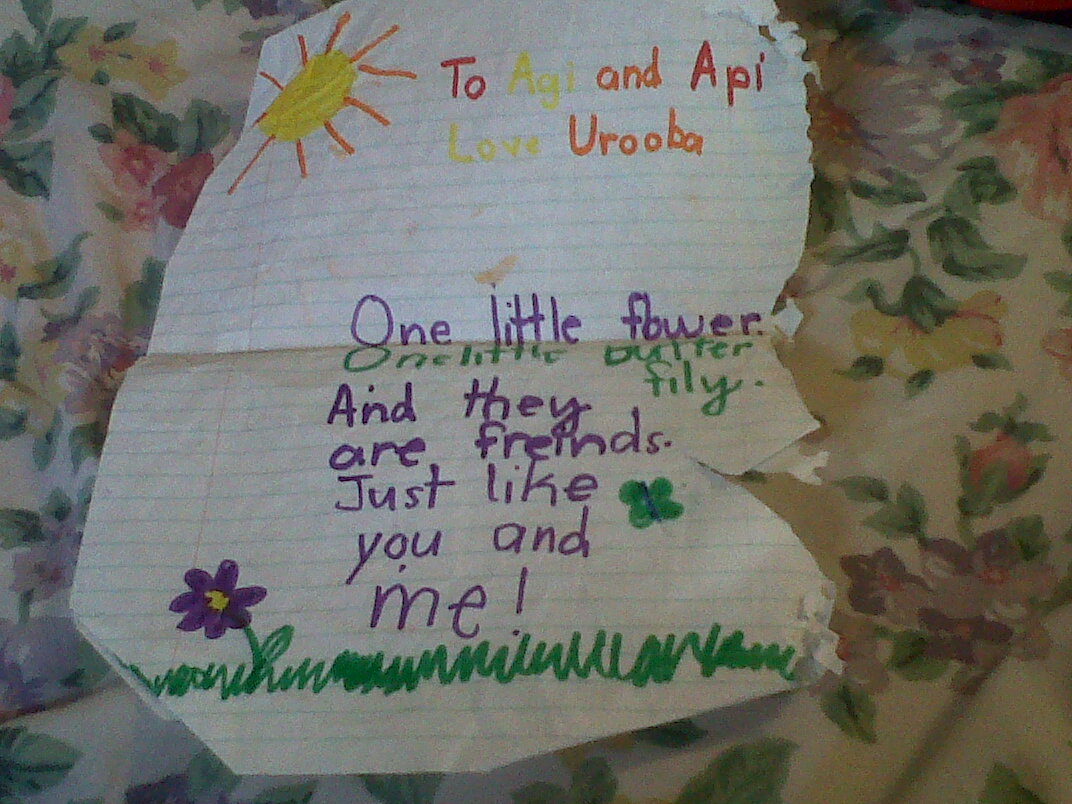 To Agi and Api
Love Urooba
One little flower.
One little butter
fily.
And they
are freinds.
Just like
you and
me!